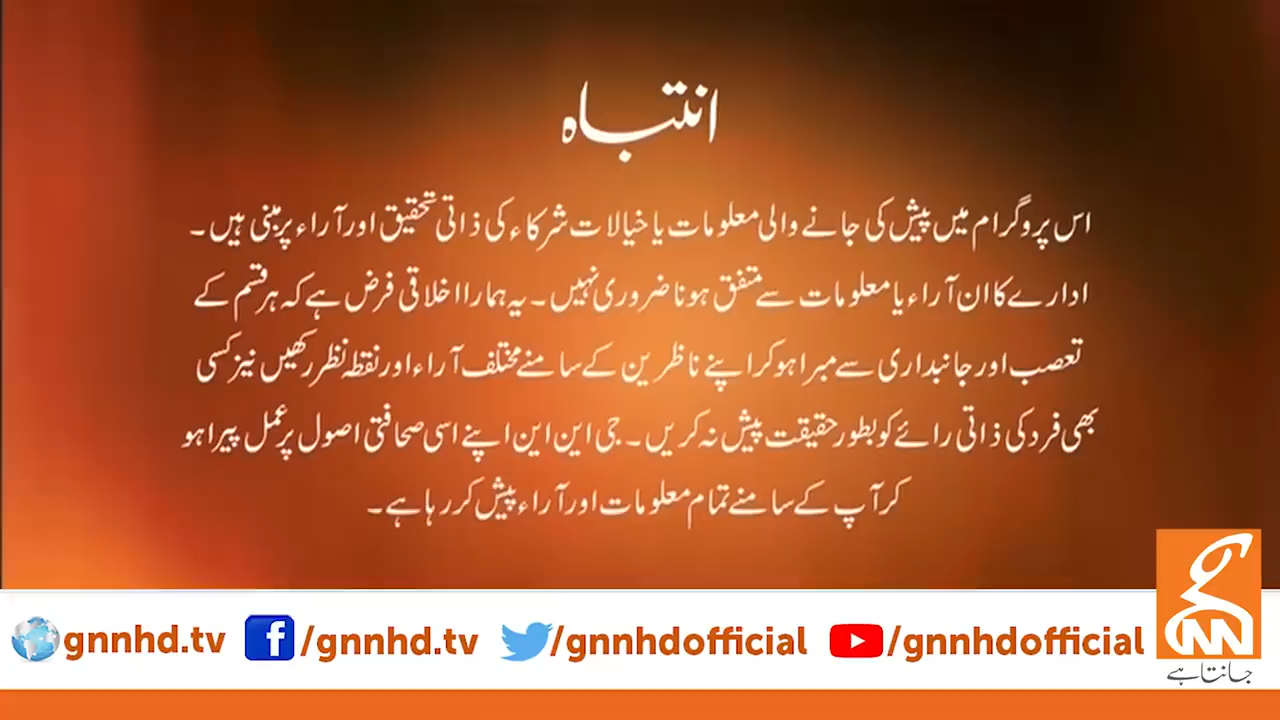 انتباہ
اس پروگرام میں پیش کی جانے والی معلومات یا خیالات شرکاء کی ذاتی تحقیق اور آراء پر مبنی ہیں۔
ادارے کا ان آراء یا معلومات سے متفق ہونا ضروری نہیں۔ یہ ہمارا اخلاقی فرض ہے کہ ہر قسم کے
تعصب اور جانبداری سے مبرا ہو کر اپنے ناظرین کے سامنے مختلف آراء اور نقطہ نظر رکھیں نیز کسی
بھی فرد کی ذاتی رائے کو بطور حقیقت پیش نہ کریں۔ جی این این اپنے اسی صحافتی اصول پر عمل پیرا ہو
کر آپ کے سامنے تمام معلومات اور آراء پیش کر رہا ہے۔
gnnhd.tv f/gnnhd.tv /gnnhdofficial /gnnhdofficial
GNN
جانتا ہے